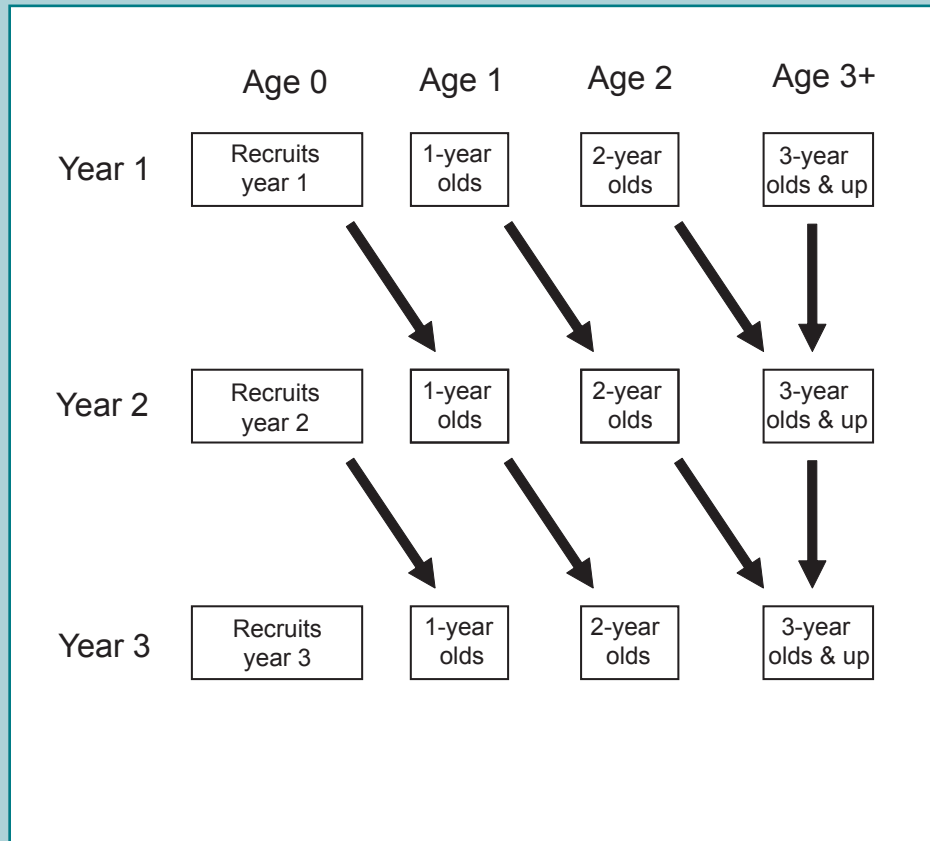 Age 0 Age 1 Age 2 Age 3+
Year 1
Recruits
year 1
1-year
olds
2-year
olds
3-year
olds & up
Year 2
Recruits
year 2
1-year
olds
2-year
olds
3-year
olds & up
Year 3
Recruits
year 3
1-year
olds
2-year
olds
3-year
olds & up